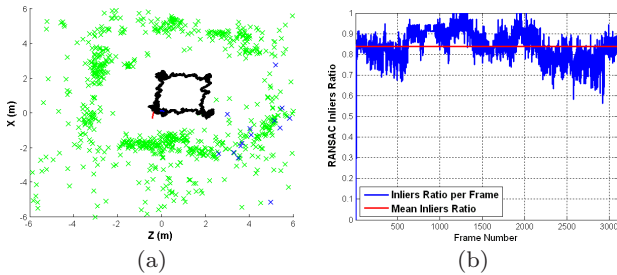 6
4
2
0
-2
-4
-6
X (m)
-6 -4 -2 0 2 4 6
Z (m)
(a)
1
0.9
0.8
0.7
0.6
0.5
0.4
0.3
0.2
0.1
0
RANSAC Inliers Ratio
Inliers Ratio per Frame
Mean Inliers Ratio
500 1000 1500 2000 2500 3000
Frame Number
(b)